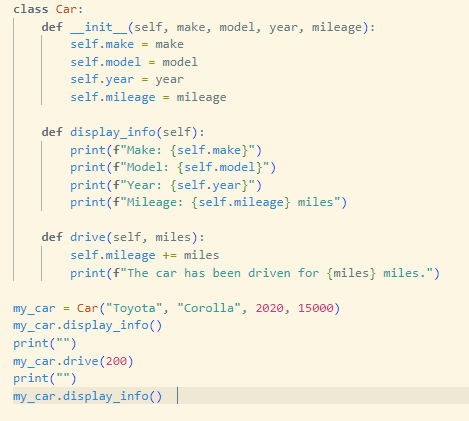 class Car:
    def __init__(self, make, model, year, mileage):
        self.make = make
        self.model = model
        self.year = year
        self.mileage = mileage

    def display_info(self):
        print(f"Make: {self.make}")
        print(f"Model: {self.model}")
        print(f"Year: {self.year}")
        print(f"Mileage: {self.mileage} miles")

    def drive(self, miles):
        self.mileage += miles
        print(f"The car has been driven for {miles} miles.")

my_car = Car("Toyota", "Corolla", 2020, 15000)
my_car.display_info()
print("")
my_car.drive(200)
print("")
my_car.display_info()